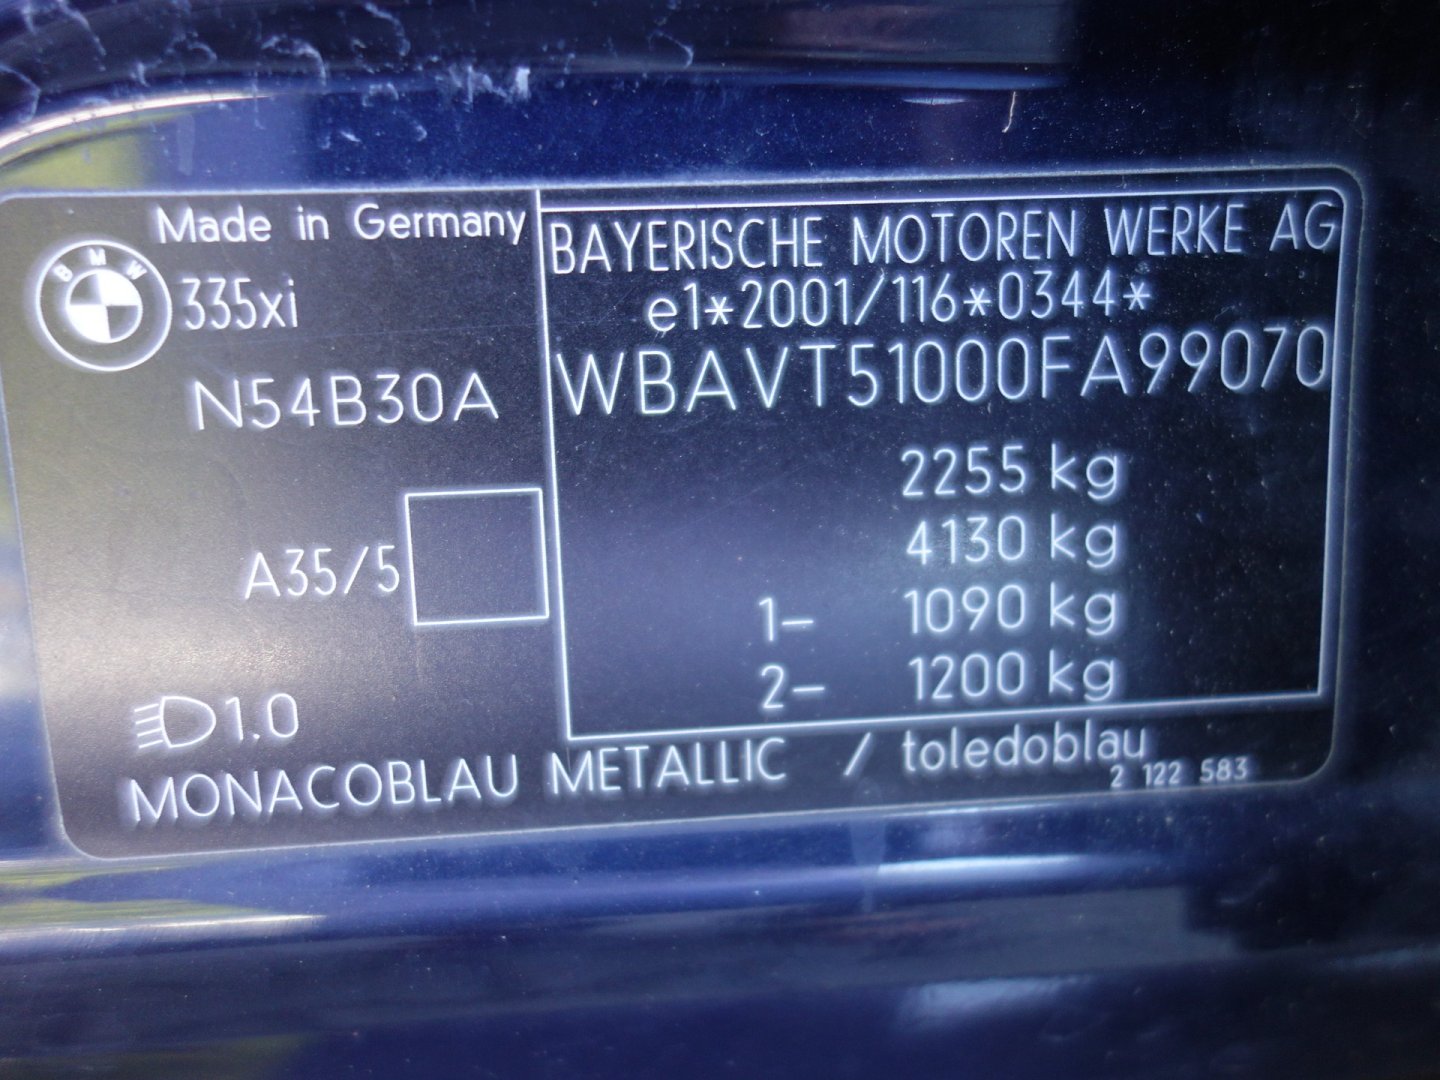 Made in Germany
BMW
335xi
N54B30A
A35/5
1.0
BAYERISCHE MOTOREN WERKE AG
e1*2001/116*0344*
WBAVT51000FA99070
2255 kg
4130 kg
1- 1090 kg
2- 1200 kg
MONACOBLAU METALLIC / toledoblau
2 122 583